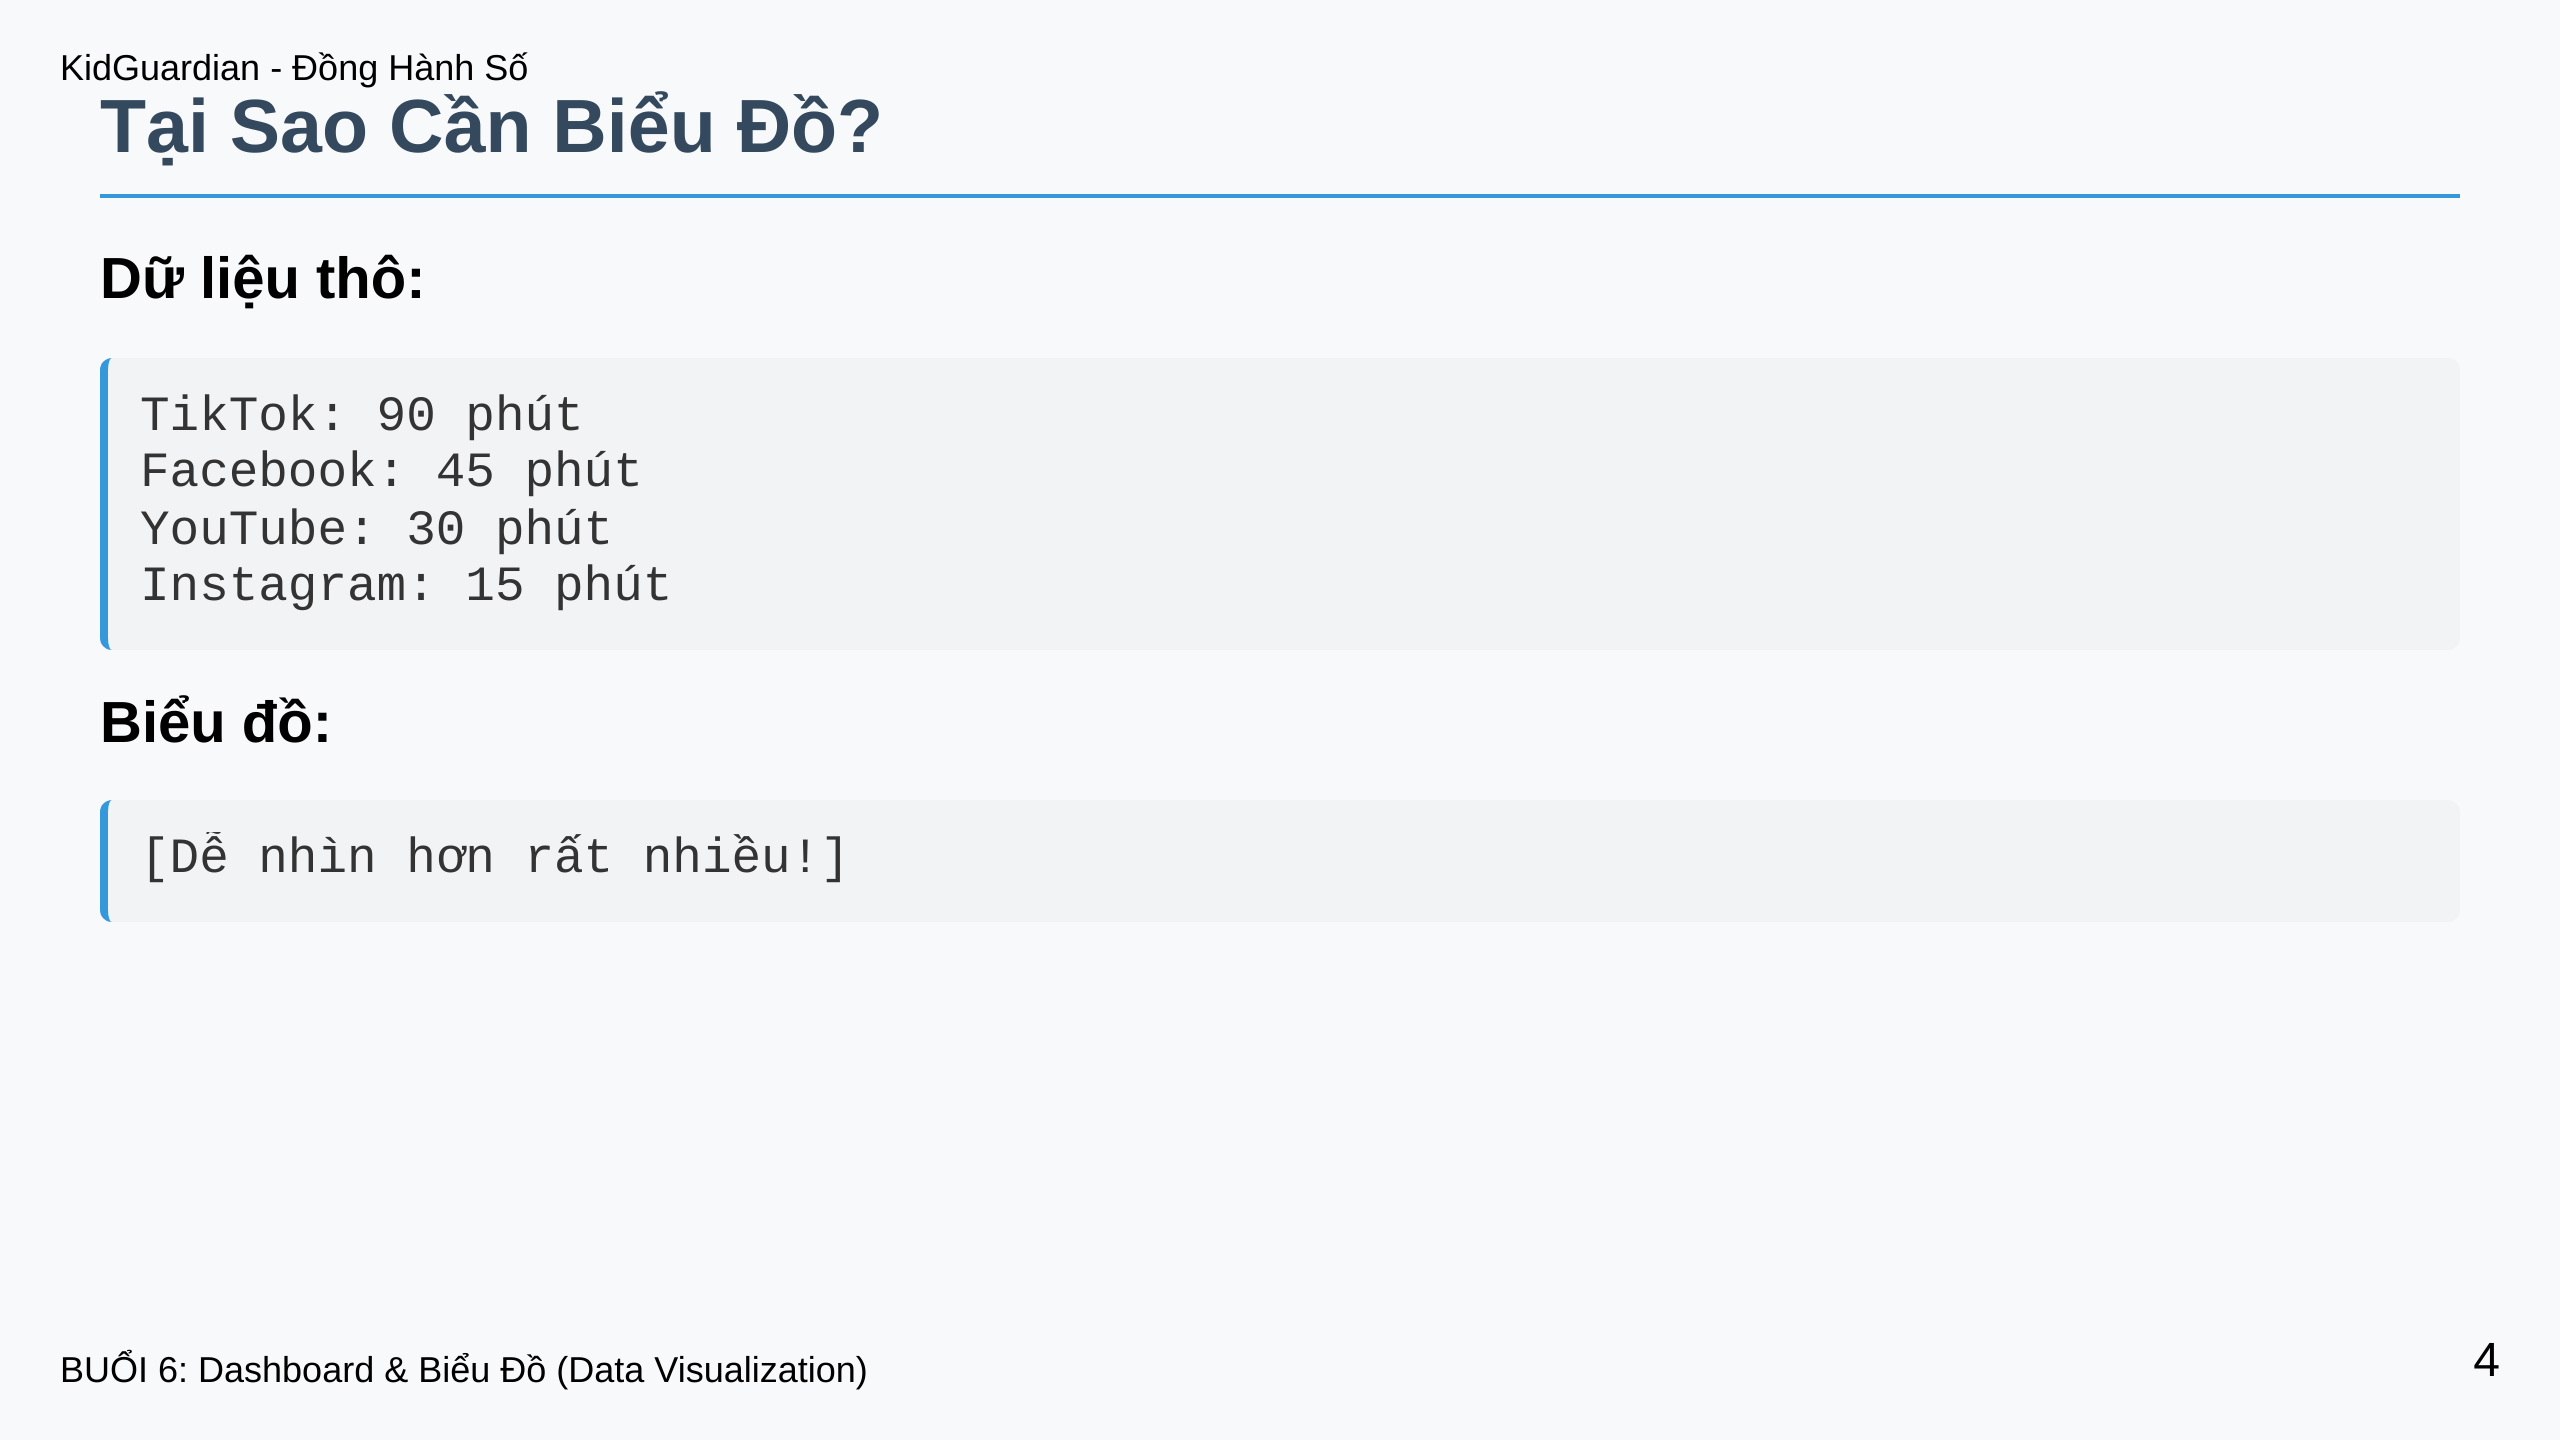 KidGuardian - Đồng Hành Số
Tại Sao Cần Biểu Đồ?
Dữ liệu thô:
TikTok: 90 phút
Facebook: 45 phút
YouTube: 30 phút
Instagram: 15 phút
Biểu đồ:
[Dễ nhìn hơn rất nhiều!]
BUỔI 6: Dashboard & Biểu Đồ (Data Visualization)
4